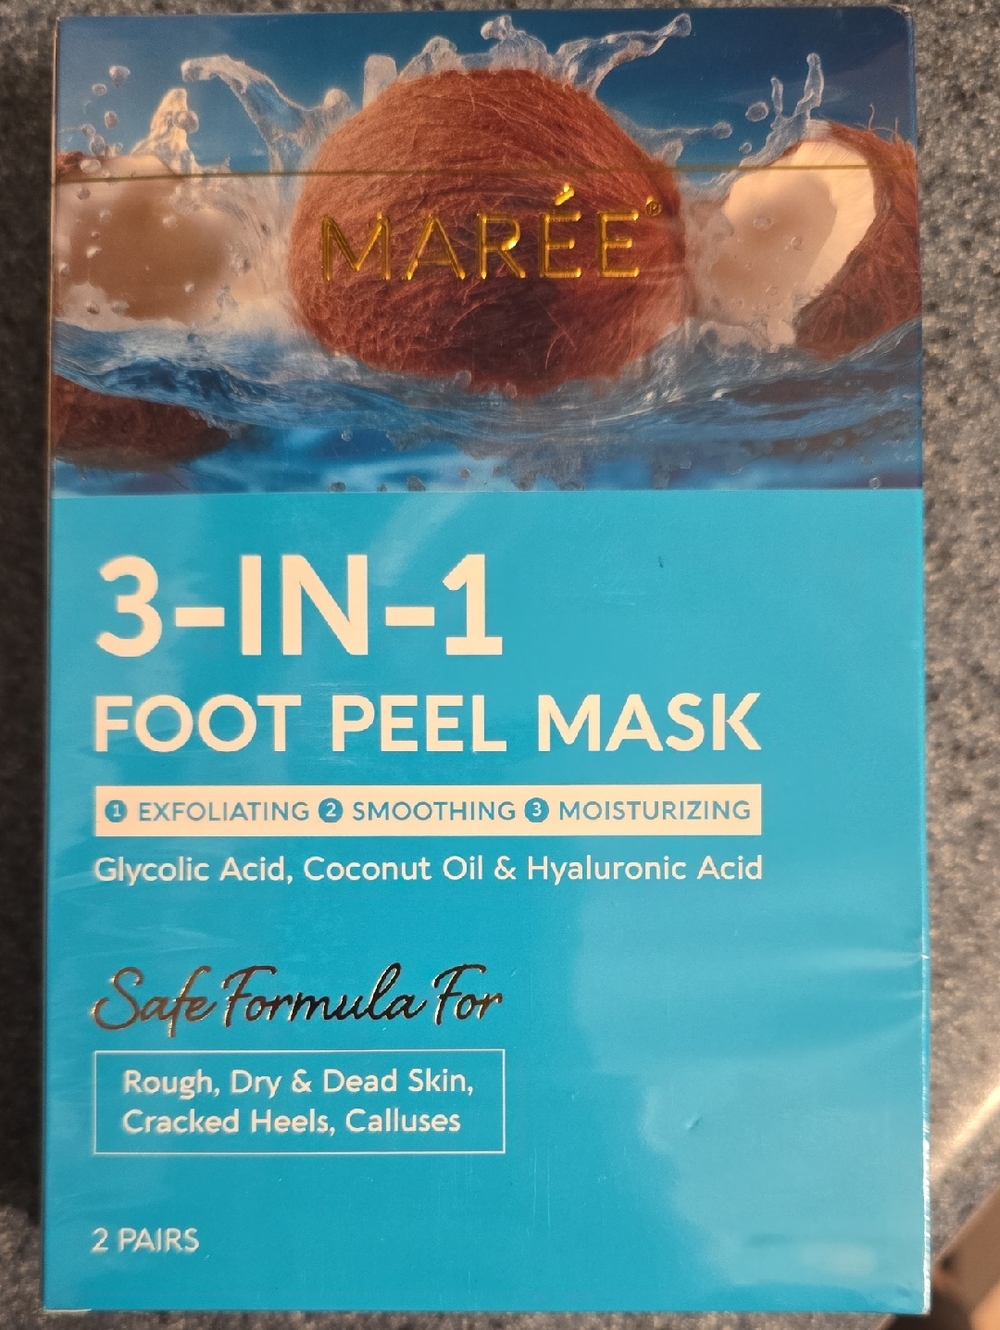 MARÉE®
3-IN-1
FOOT PEEL MASK
1 EXFOLIATING 2 SMOOTHING 3 MOISTURIZING
Glycolic Acid, Coconut Oil & Hyaluronic Acid
Safe Formula For
Rough, Dry & Dead Skin,
Cracked Heels, Calluses
2 PAIRS